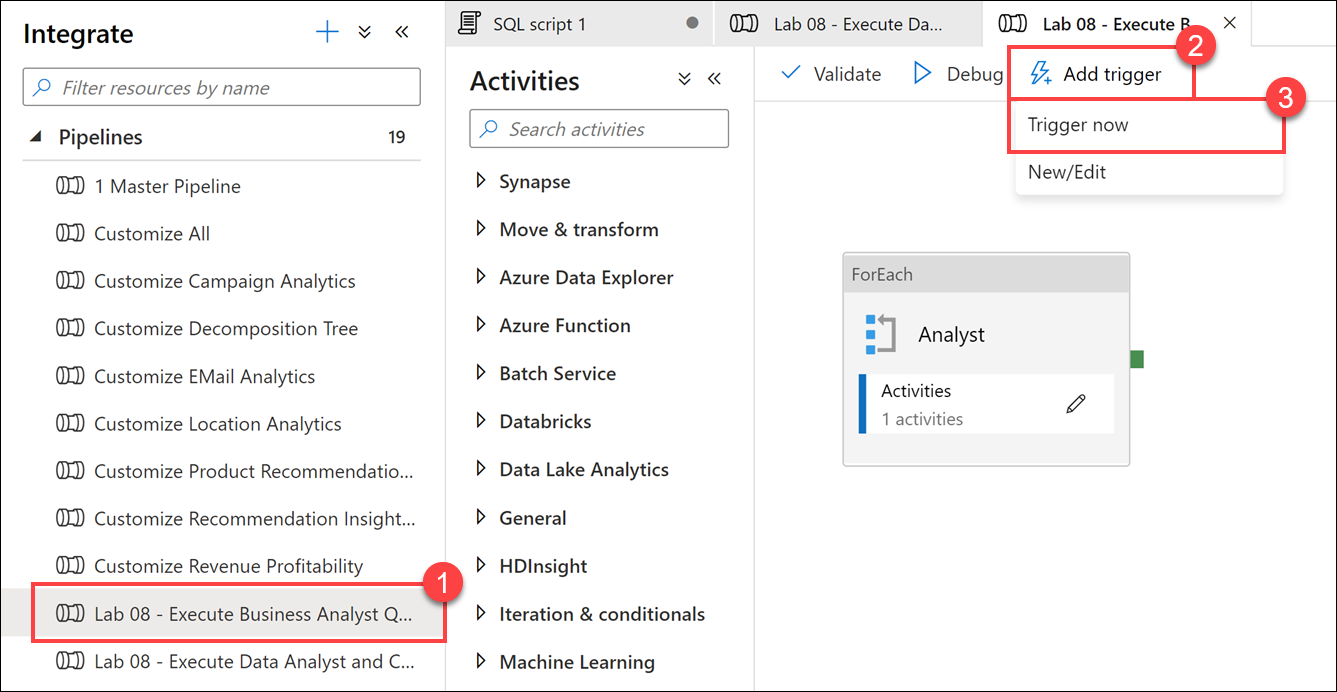 Integrate
Filter resources by name
Pipelines 19
1 Master Pipeline
Customize All
Customize Campaign Analytics
Customize Decomposition Tree
Customize EMail Analytics
Customize Location Analytics
Customize Product Recommendatio...
Customize Recommendation Insight...
Customize Revenue Profitability
1
Lab 08 - Execute Business Analyst Q...
Lab 08 - Execute Data Analyst and C...
SQL script 1
Lab 08 - Execute Da...
Lab 08 - Execute B...
Activities
Search activities
Synapse
Move & transform
Azure Data Explorer
Azure Function
Batch Service
Databricks
Data Lake Analytics
General
HDInsight
Iteration & conditionals
Machine Learning
Validate
Debug
Add trigger
2
3
Trigger now
New/Edit
ForEach
Analyst
Activities
1 activities